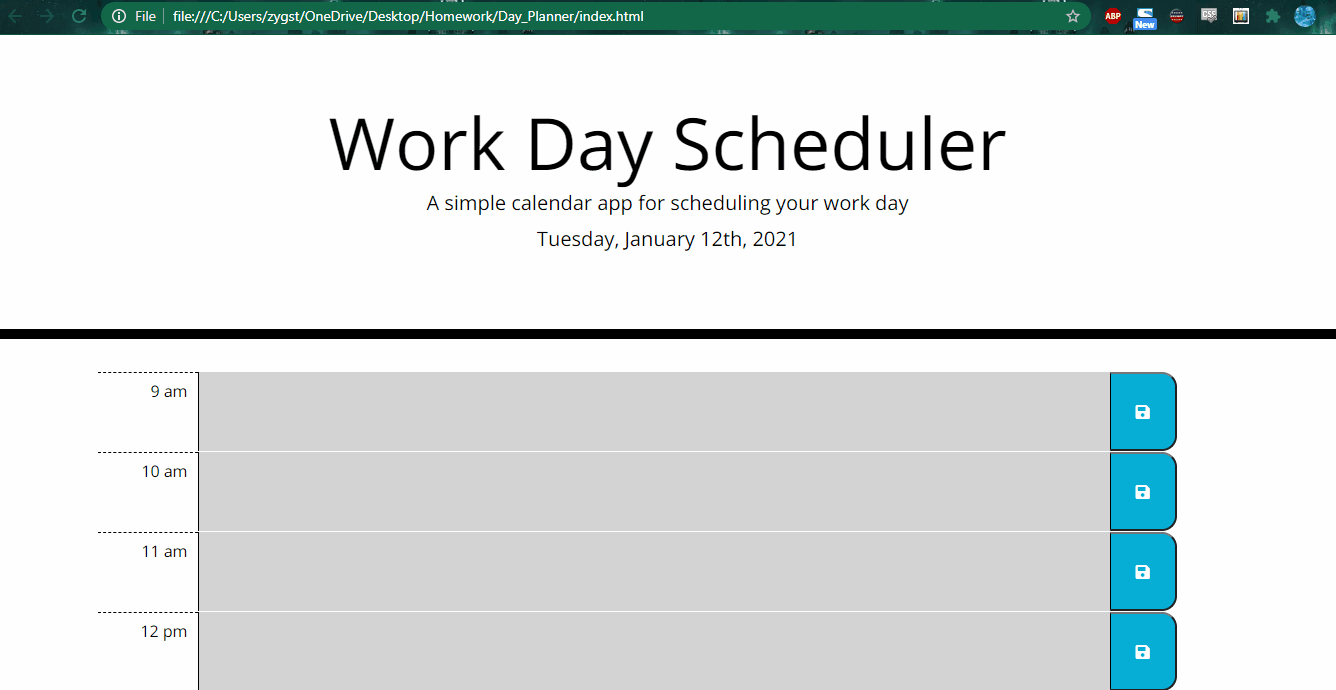 File file:///C:/Users/zygst/OneDrive/Desktop/Homework/Day_Planner/index.html ABP New CSS
Work Day Scheduler
A simple calendar app for scheduling your work day
Tuesday, January 12th, 2021
9 am
10 am
11 am
12 pm